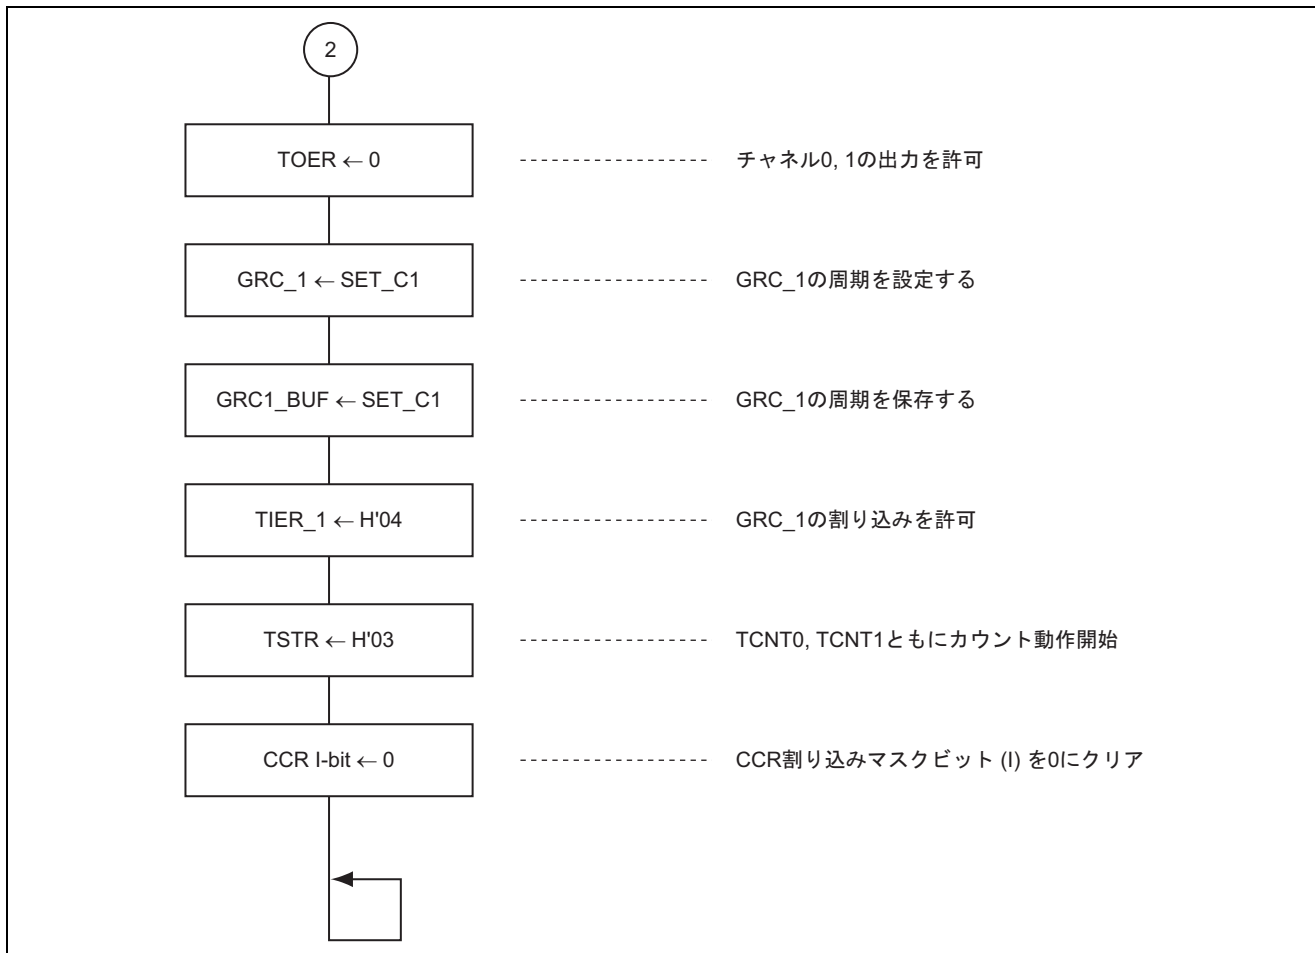 2
TOER ← 0 チャネル0, 1の出力を許可
GRC_1 ← SET_C1 GRC_1の周期を設定する
GRC1_BUF ← SET_C1 GRC_1の周期を保存する
TIER_1 ← H'04 GRC_1の割り込みを許可
TSTR ← H'03 TCNT0, TCNT1ともにカウント動作開始
CCR I-bit ← 0 CCR割り込みマスクビット (I) を0にクリア